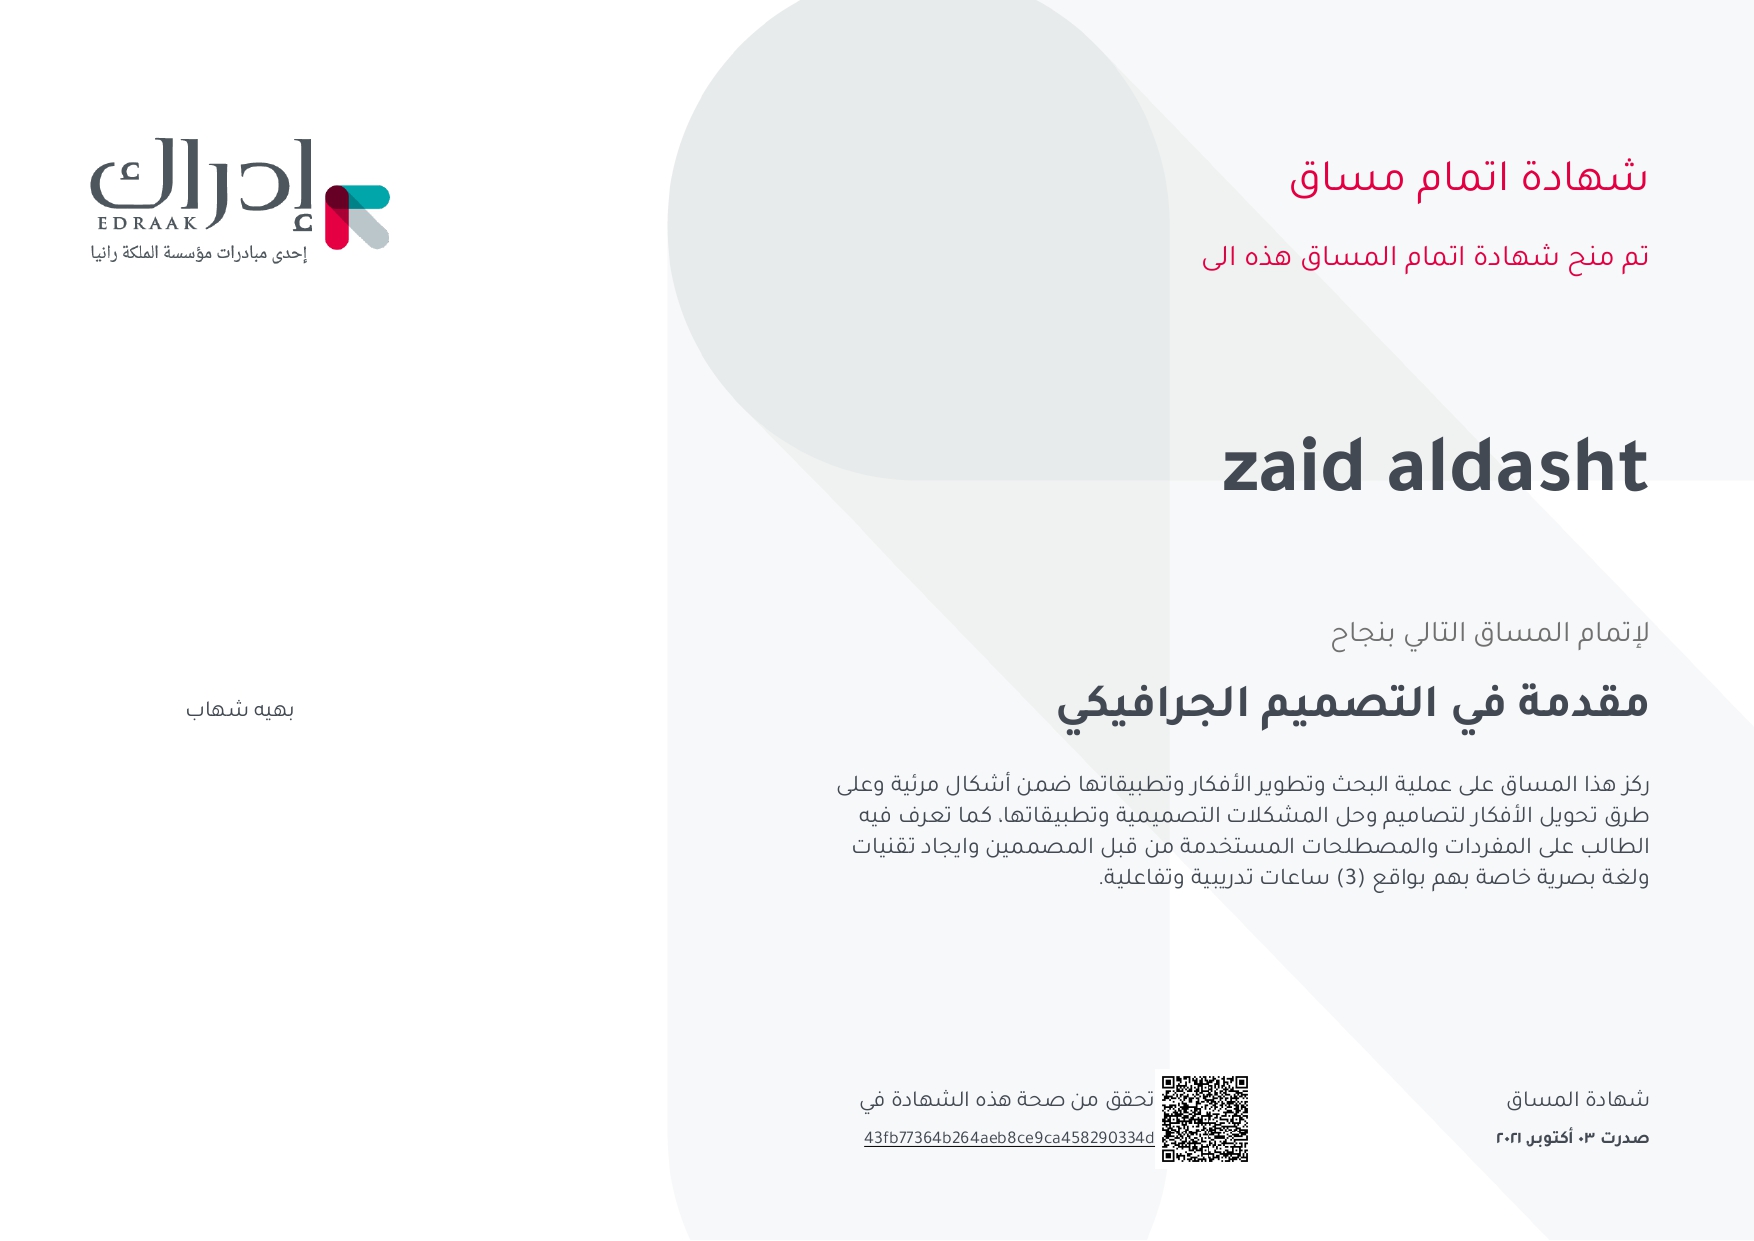 إدراك
EDRAAK
إحدى مبادرات مؤسسة الملكة رانيا
شهادة اتمام مساق
تم منح شهادة اتمام المساق هذه الى
zaid aldasht
لإتمام المساق التالي بنجاح
مقدمة في التصميم الجرافيكي
ركز هذا المساق على عملية البحث وتطوير الأفكار وتطبيقاتها ضمن أشكال مرئية وعلى
طرق تحويل الأفكار لتصاميم وحل المشكلات التصميمية وتطبيقاتها، كما تعرف فيه
الطالب على المفردات والمصطلحات المستخدمة من قبل المصممين وايجاد تقنيات
ولغة بصرية خاصة بهم بواقع (3) ساعات تدريبية وتفاعلية.
بهيه شهاب
شهادة المساق
صدرت ٠٣ أكتوبر, ٢٠٢١
تحقق من صحة هذه الشهادة في
43fb77364b264aeb8ce9ca458290334d